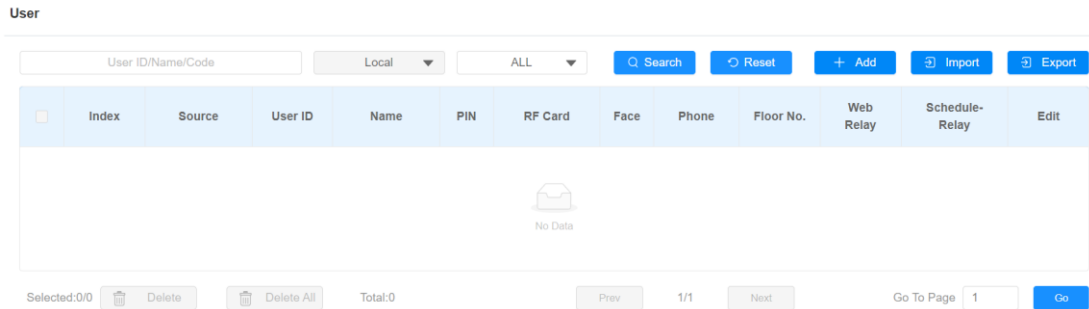 User
User ID/Name/Code Local ALL Search Reset + Add Import Export
Index Source User ID Name PIN RF Card Face Phone Floor No. Web Relay Schedule-Relay Edit
No Data
Selected:0/0 Delete Delete All Total:0 Prev 1/1 Next Go To Page 1 Go